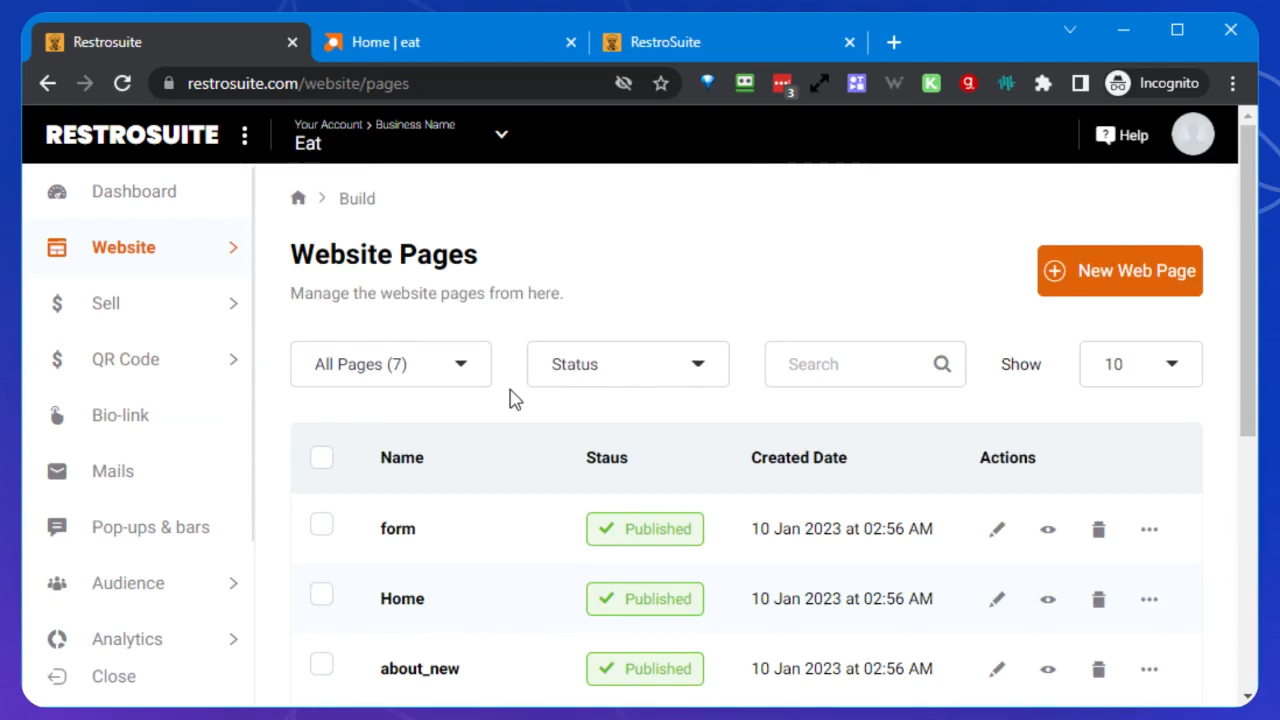 Restrosuite
Home | eat
RestroSuite
restrosuite.com/website/pages
3
Incognito
RESTROSUITE
Your Account > Business Name
Eat
Help
Dashboard
Website
Sell
QR Code
Bio-link
Mails
Pop-ups & bars
Audience
Analytics
Close
Build
Website Pages
Manage the website pages from here.
New Web Page
All Pages (7)
Status
Search
Show
10
Name Staus Created Date Actions
form Published 10 Jan 2023 at 02:56 AM
Home Published 10 Jan 2023 at 02:56 AM
about_new Published 10 Jan 2023 at 02:56 AM